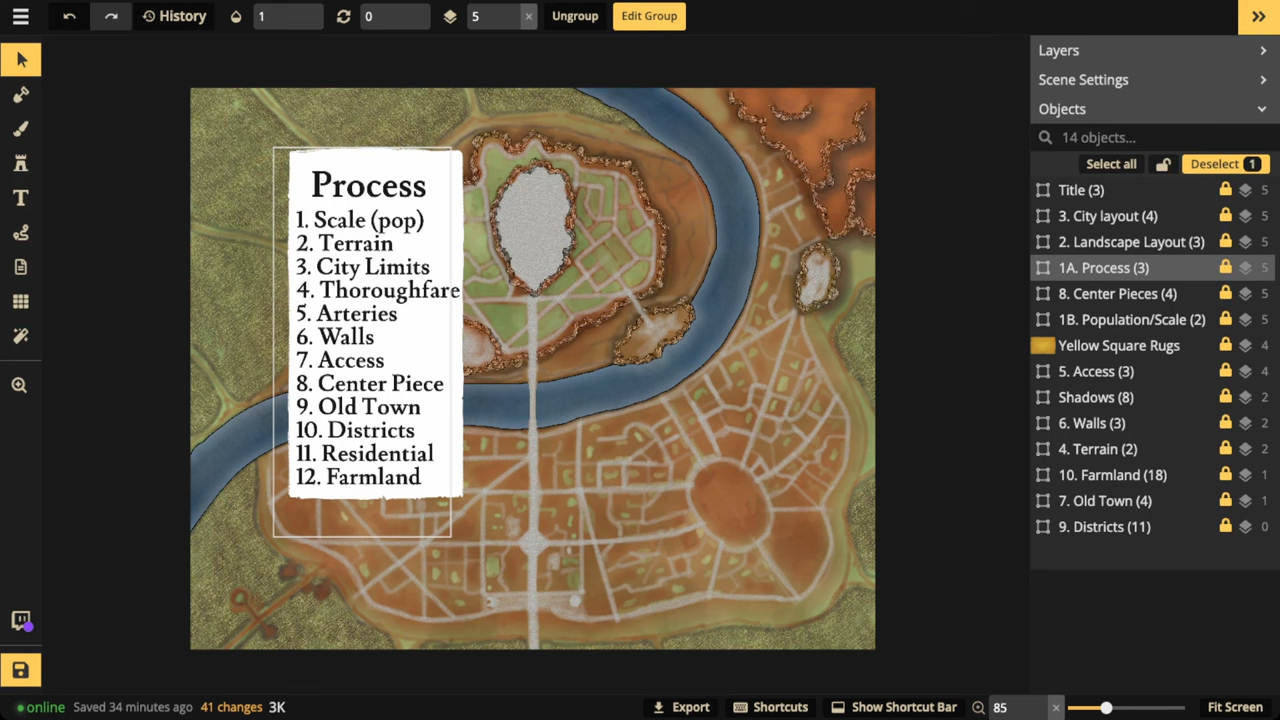 History
1
0
5
×
Ungroup
Edit Group
Layers
Scene Settings
Objects
14 objects...
Select all
Deselect 1
Title (3)
5
3. City layout (4)
5
2. Landscape Layout (3)
5
1A. Process (3)
5
8. Center Pieces (4)
5
1B. Population/Scale (2)
5
Yellow Square Rugs
4
5. Access (3)
4
Shadows (8)
2
6. Walls (3)
2
4. Terrain (2)
2
10. Farmland (18)
1
7. Old Town (4)
1
9. Districts (11)
0
Process
1. Scale (pop)
2. Terrain
3. City Limits
4. Thoroughfare
5. Arteries
6. Walls
7. Access
8. Center Piece
9. Old Town
10. Districts
11. Residential
12. Farmland
online
Saved 34 minutes ago
41 changes
3K
Export
Shortcuts
Show Shortcut Bar
85
×
Fit Screen